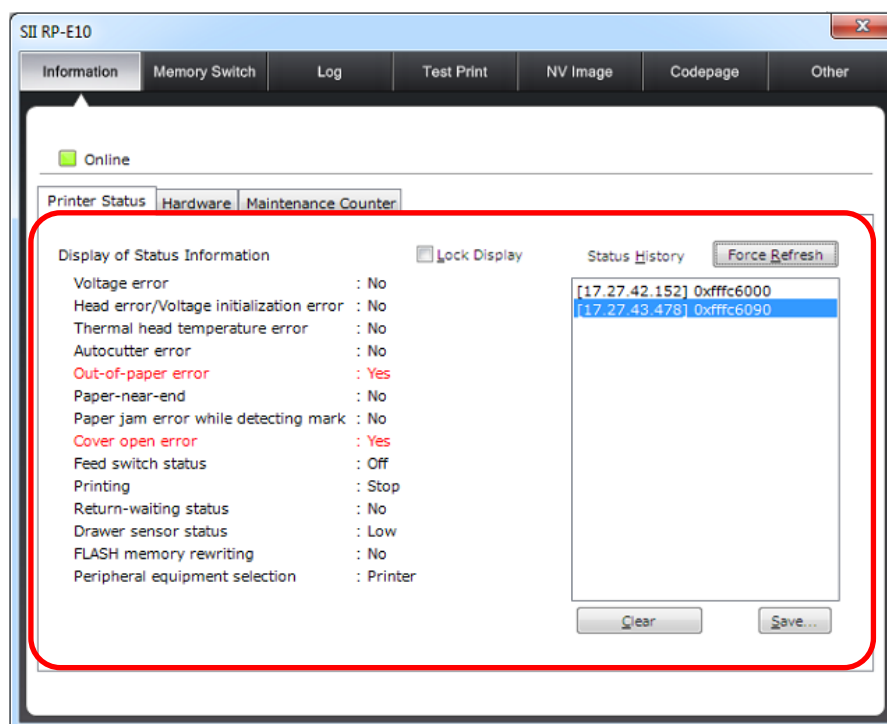 SII RP-E10
Information Memory Switch Log Test Print NV Image Codepage Other
Online
Printer Status Hardware Maintenance Counter
Display of Status Information Lock Display Status History Force Refresh
Voltage error : No
Head error/Voltage initialization error : No
Thermal head temperature error : No
Autocutter error : No
Out-of-paper error : Yes
Paper-near-end : No
Paper jam error while detecting mark : No
Cover open error : Yes
Feed switch status : Off
Printing : Stop
Return-waiting status : No
Drawer sensor status : Low
FLASH memory rewriting : No
Peripheral equipment selection : Printer
[17.27.42.152] 0xfffc6000
[17.27.43.478] 0xfffc6090
Clear Save...